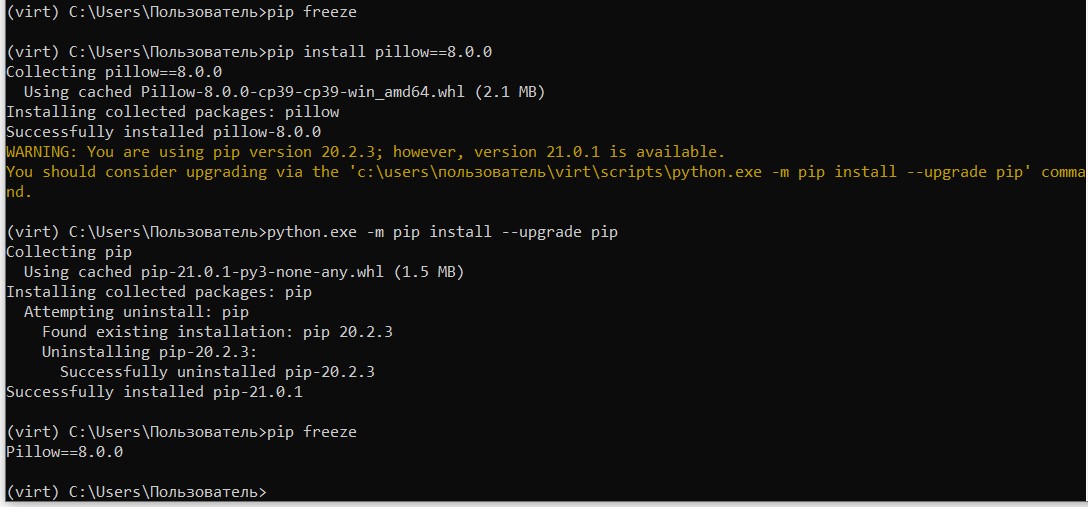 (virt) C:\Users\Пользователь>pip freeze
(virt) C:\Users\Пользователь>pip install pillow==8.0.0
Collecting pillow==8.0.0
  Using cached Pillow-8.0.0-cp39-cp39-win_amd64.whl (2.1 MB)
Installing collected packages: pillow
Successfully installed pillow-8.0.0
WARNING: You are using pip version 20.2.3; however, version 21.0.1 is available.
You should consider upgrading via the 'c:\users\пользователь\virt\scripts\python.exe -m pip install --upgrade pip' comma
nd.
(virt) C:\Users\Пользователь>python.exe -m pip install --upgrade pip
Collecting pip
  Using cached pip-21.0.1-py3-none-any.whl (1.5 MB)
Installing collected packages: pip
  Attempting uninstall: pip
    Found existing installation: pip 20.2.3
    Uninstalling pip-20.2.3:
      Successfully uninstalled pip-20.2.3
Successfully installed pip-21.0.1
(virt) C:\Users\Пользователь>pip freeze
Pillow==8.0.0
(virt) C:\Users\Пользователь>